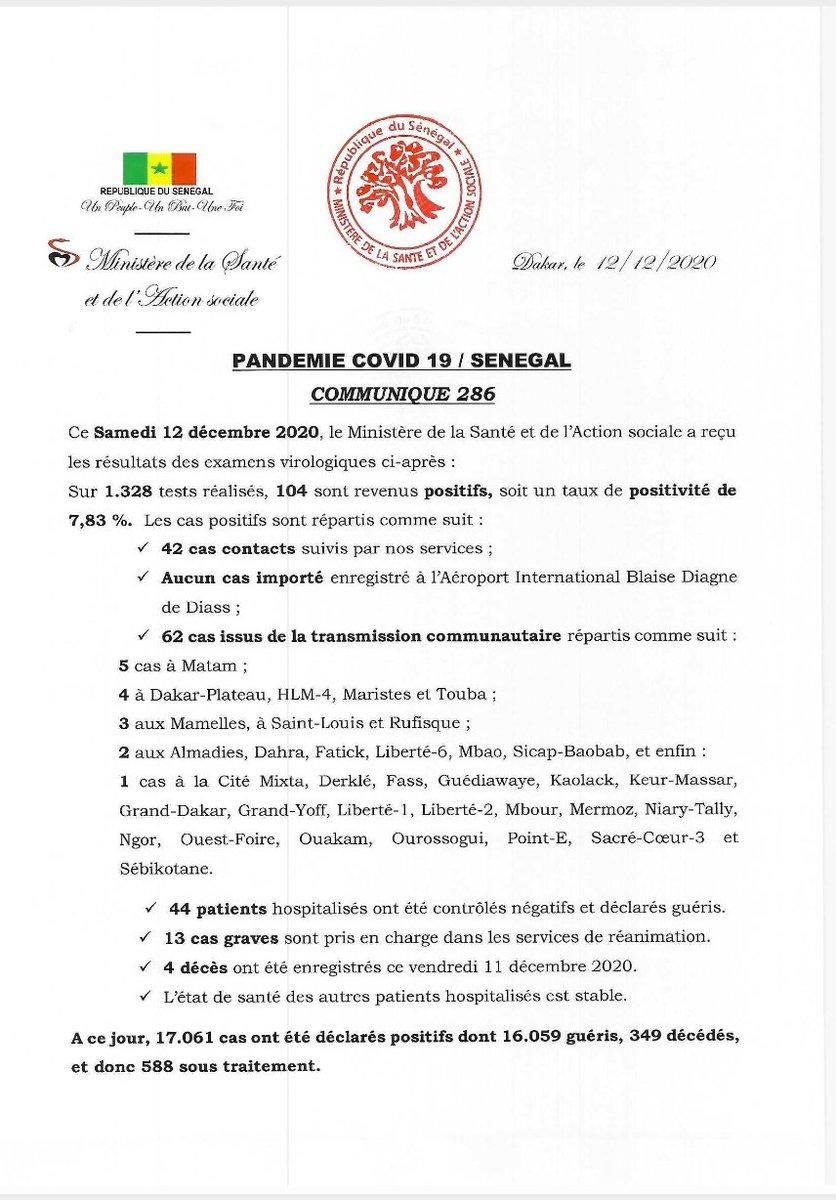 REPUBLIQUE DU SENEGAL
Un Peuple-Un But-Une Foi
Ministère de la Santé
et de l'Action sociale
★ République du Sénégal ★
MINISTERE DE LA SANTE ET DE L'ACTION SOCIALE
Dakar, le 12/12/2020
PANDEMIE COVID 19 / SENEGAL
COMMUNIQUE 286
Ce Samedi 12 décembre 2020, le Ministère de la Santé et de l'Action sociale a reçu
les résultats des examens virologiques ci-après :
Sur 1.328 tests réalisés, 104 sont revenus positifs, soit un taux de positivité de
7,83 %. Les cas positifs sont répartis comme suit :
✓ 42 cas contacts suivis par nos services ;
✓ Aucun cas importé enregistré à l'Aéroport International Blaise Diagne
de Diass ;
✓ 62 cas issus de la transmission communautaire répartis comme suit :
5 cas à Matam ;
4 à Dakar-Plateau, HLM-4, Maristes et Touba ;
3 aux Mamelles, à Saint-Louis et Rufisque ;
2 aux Almadies, Dahra, Fatick, Liberté-6, Mbao, Sicap-Baobab, et enfin :
1 cas à la Cité Mixta, Derklé, Fass, Guédiawaye, Kaolack, Keur-Massar,
Grand-Dakar, Grand-Yoff, Liberté-1, Liberté-2, Mbour, Mermoz, Niary-Tally,
Ngor, Ouest-Foire, Ouakam, Ourossogui, Point-E, Sacré-Cœur-3 et
Sébikotane.
✓ 44 patients hospitalisés ont été contrôlés négatifs et déclarés guéris.
✓ 13 cas graves sont pris en charge dans les services de réanimation.
✓ 4 décès ont été enregistrés ce vendredi 11 décembre 2020.
✓ L'état de santé des autres patients hospitalisés est stable.
A ce jour, 17.061 cas ont été déclarés positifs dont 16.059 guéris, 349 décédés,
et donc 588 sous traitement.